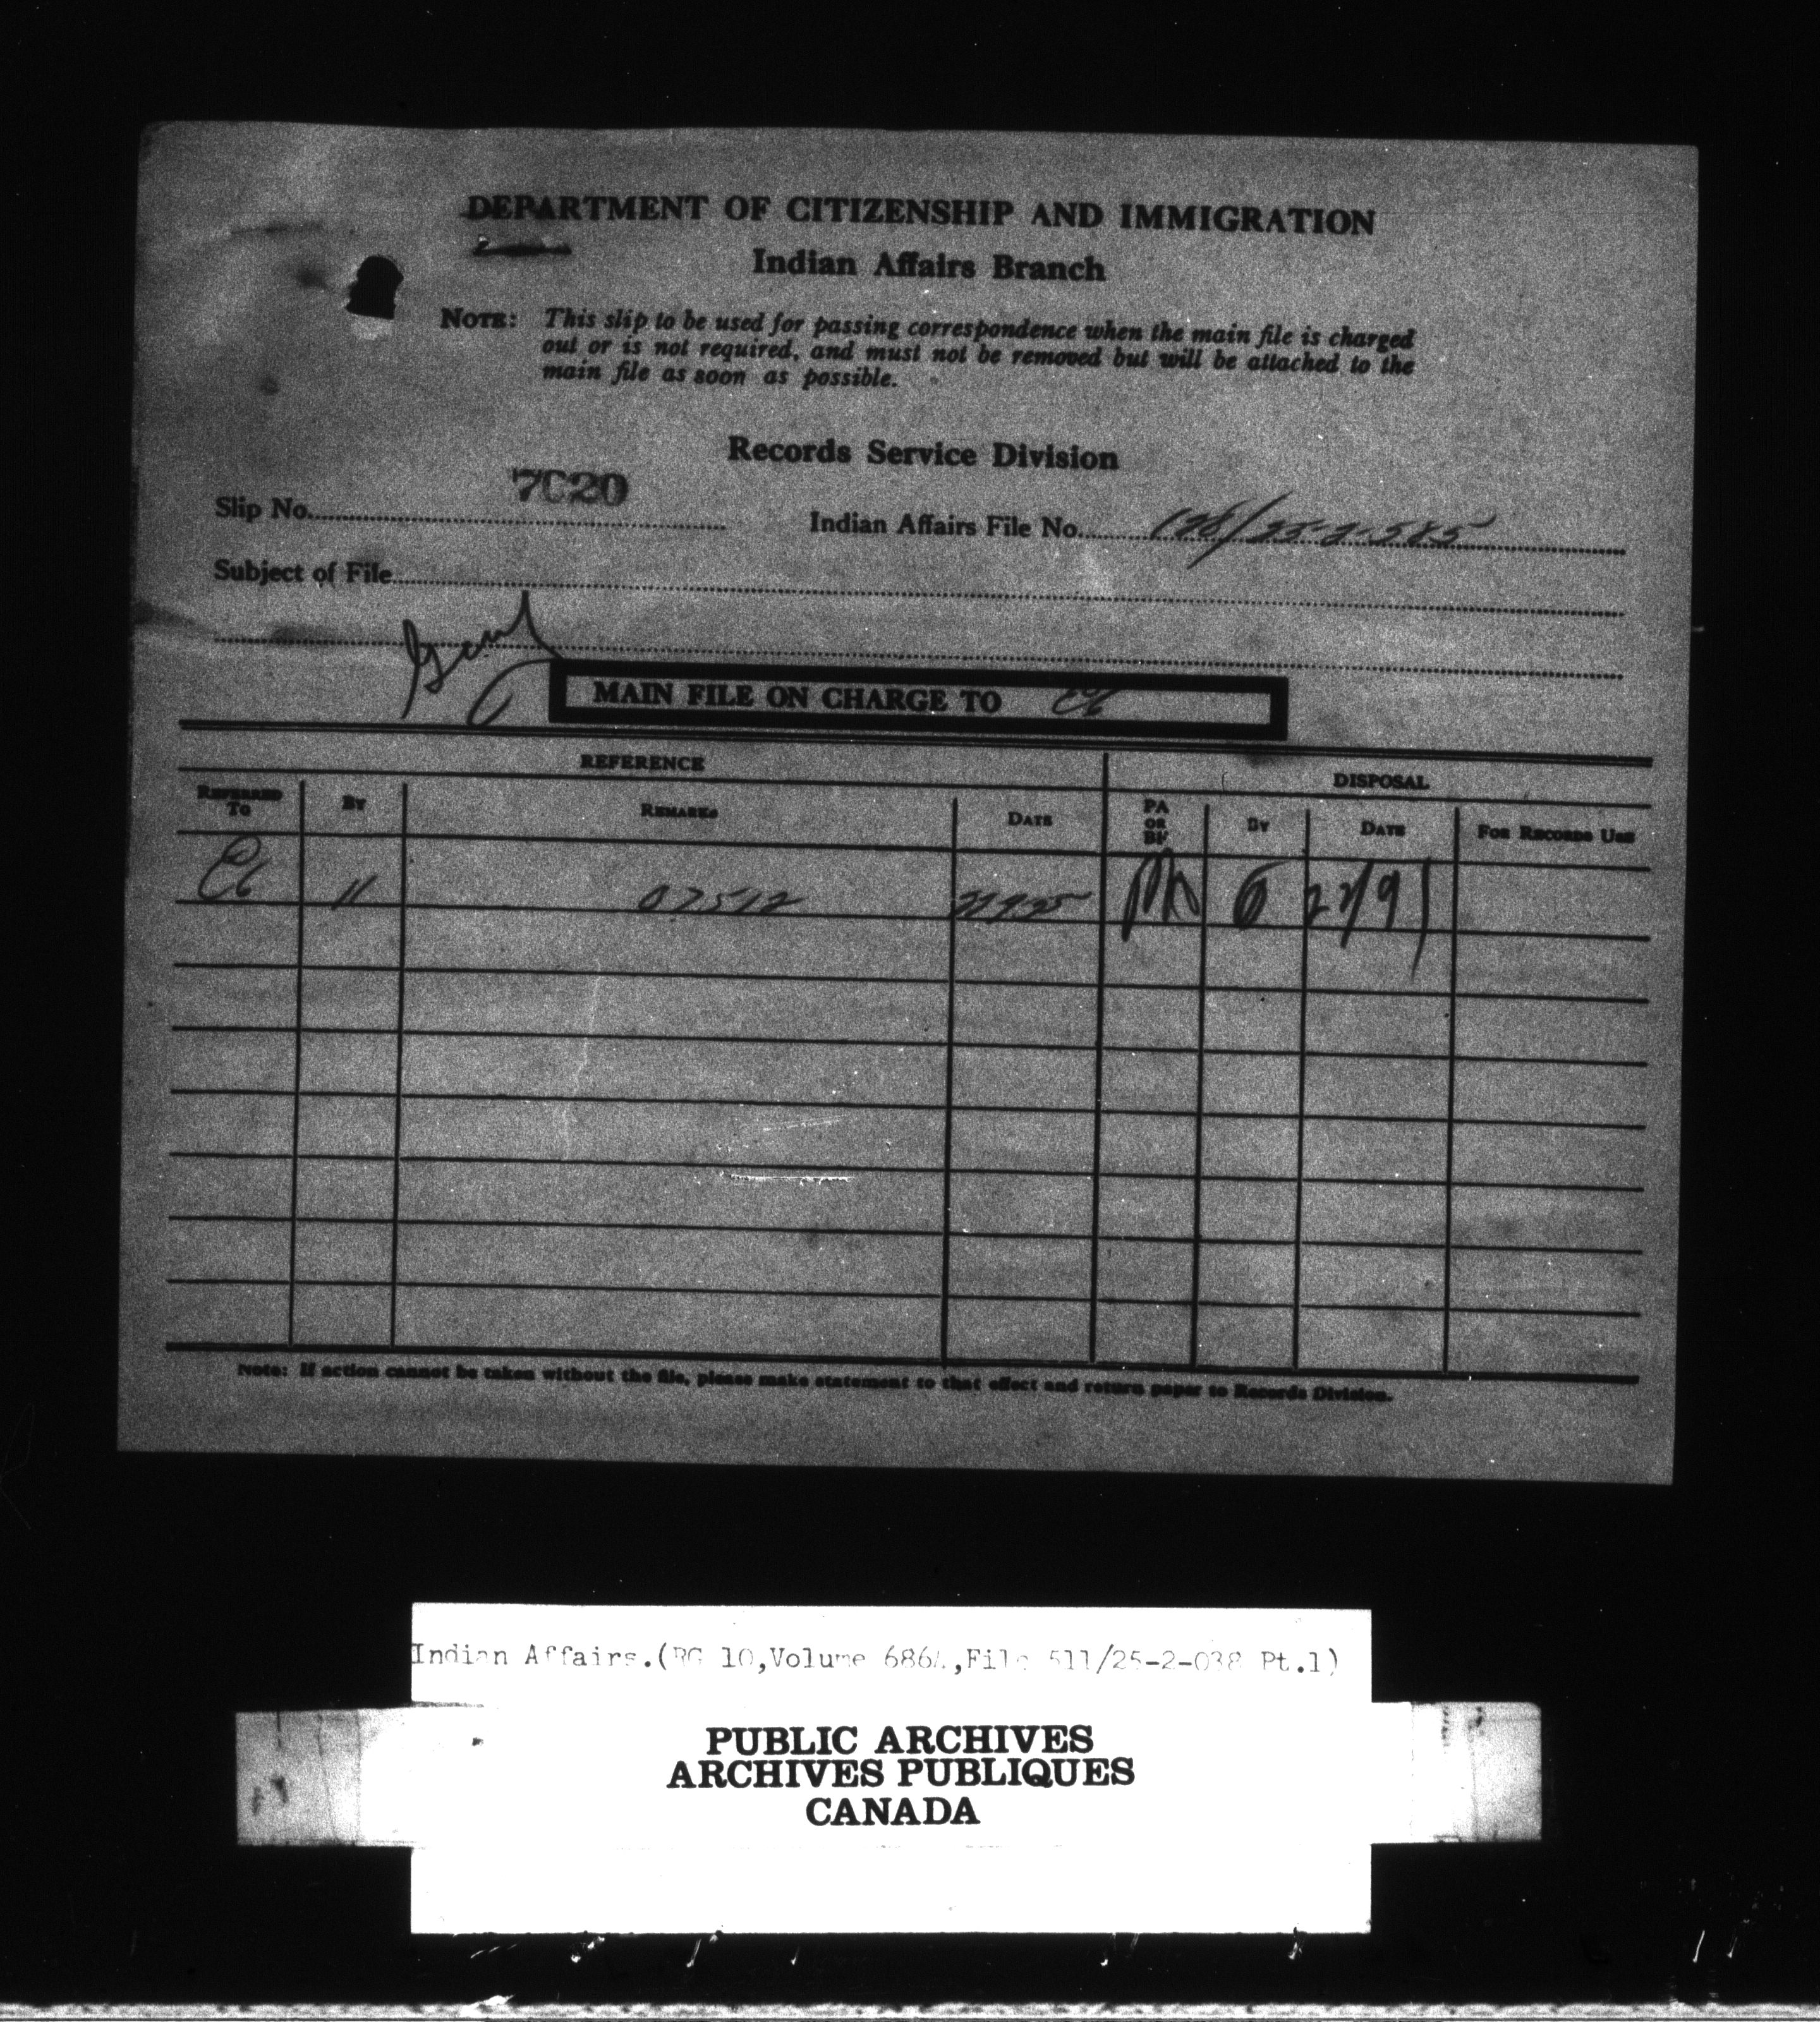 DEPARTMENT OF CITIZENSHIP AND IMMIGRATION
Indian Affairs Branch
NOTE: This slip to be used for passing correspondence when the main file is charged
out or is not required, and must not be removed but will be attached to the
main file as soon as possible.
Records Service Division
Slip No. 7020
Indian Affairs File No.
Subject of File
MAIN FILE ON CHARGE TO
REFERENCE
DISPOSAL
REFERRED TO
BY
REMARKS
DATE
PA OR BF
BY
DATE
FOR RECORDS USE
07512
22/9
Note: If action cannot be taken without the file, please make statement to that effect and return paper to Records Division.
Indian Affairs.(RG 10,Volume File 511/25-2-038 Pt.1)
PUBLIC ARCHIVES
ARCHIVES PUBLIQUES
CANADA